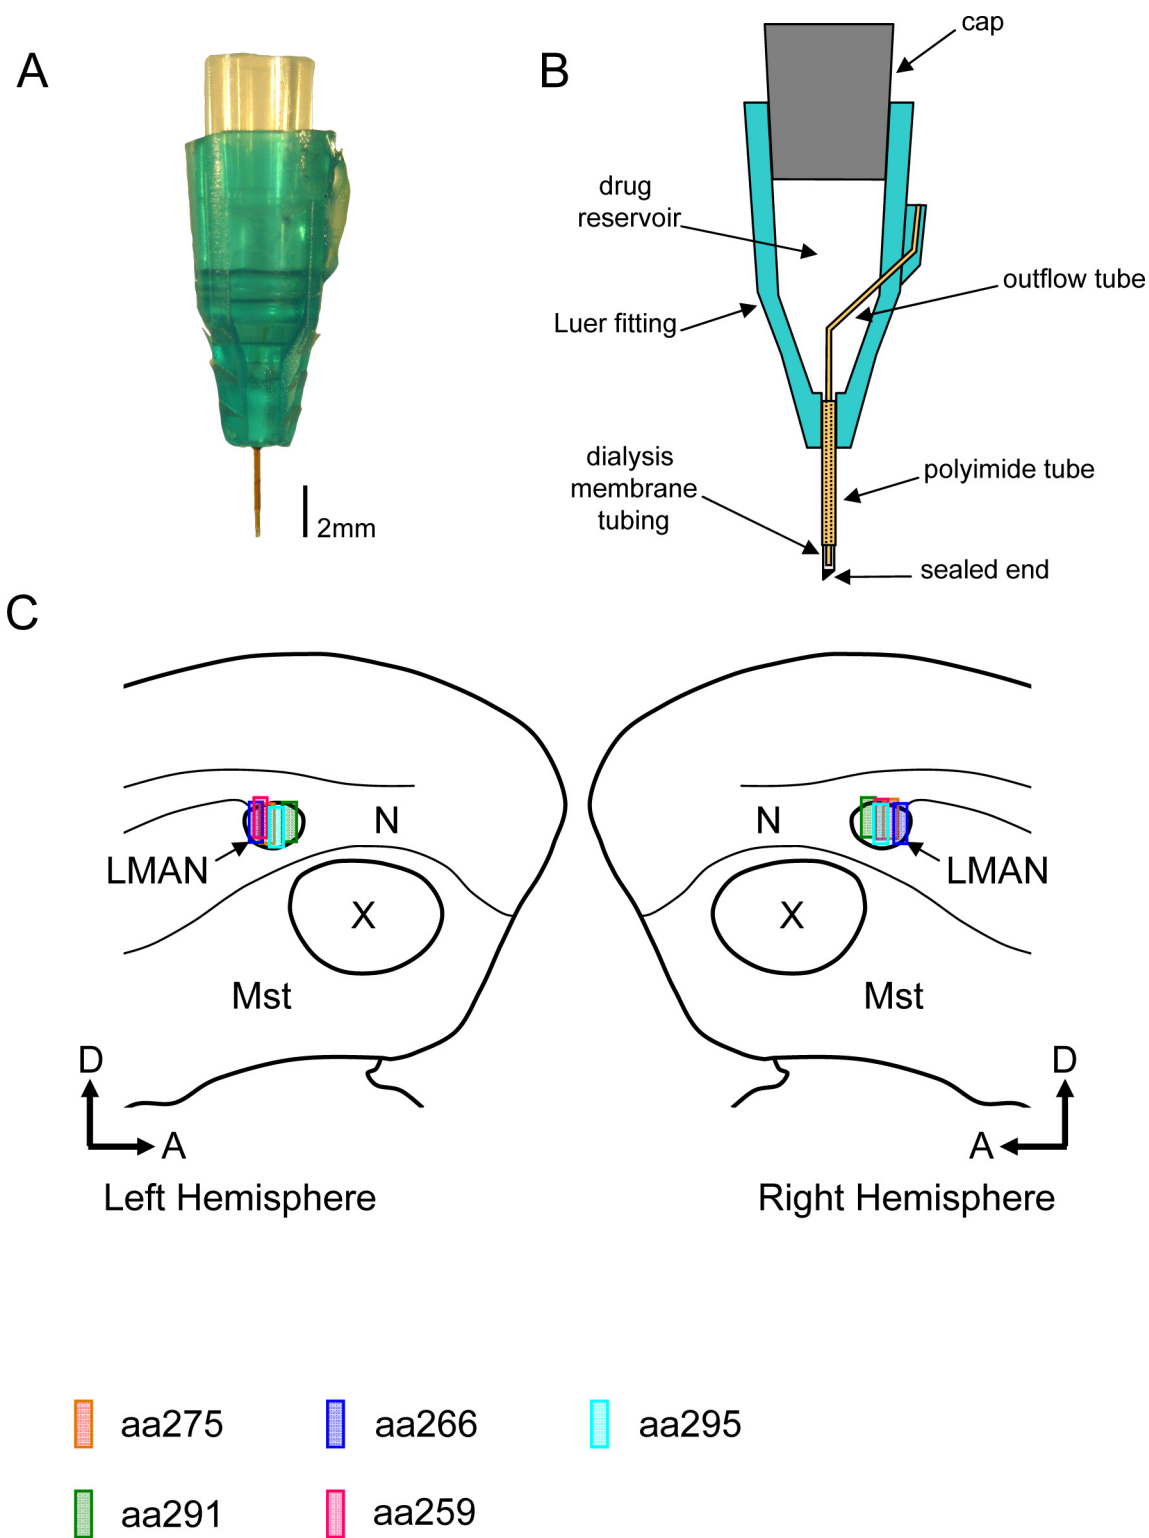 A
B
cap
drug
reservoir
outflow tube
Luer fitting
dialysis
membrane
tubing
polyimide tube
sealed end
2mm
C
N
N
LMAN
LMAN
X
X
Mst
Mst
D
D
A
A
Left Hemisphere
Right Hemisphere
aa275
aa266
aa295
aa291
aa259